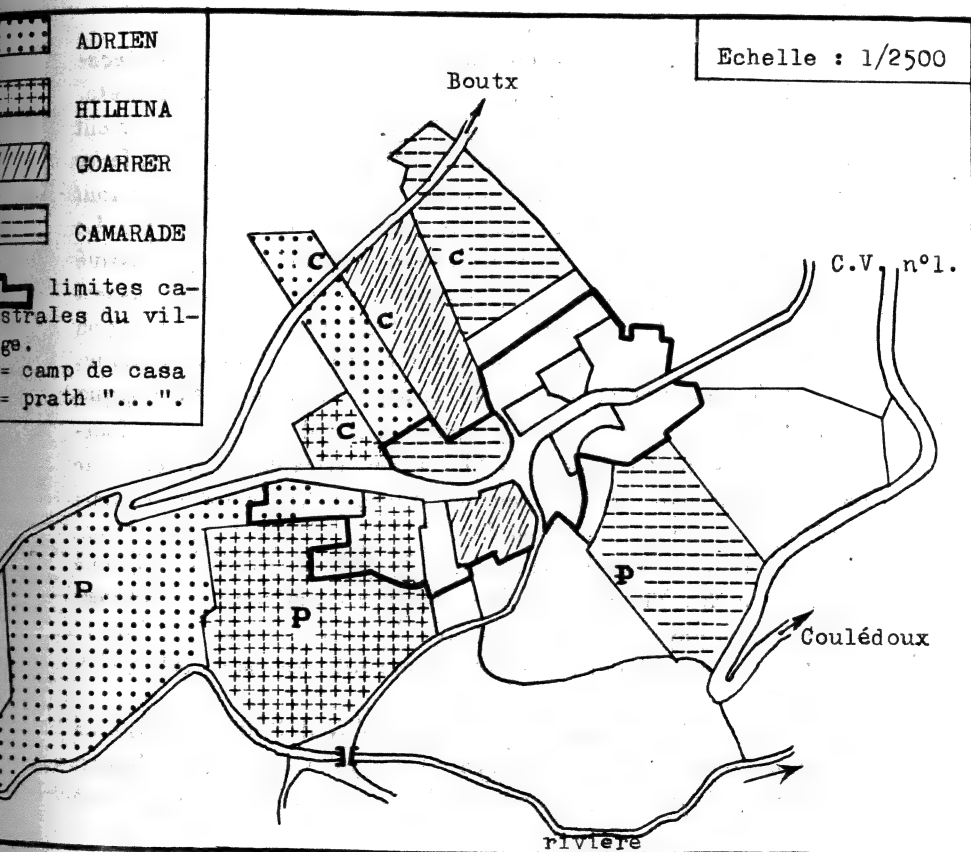 ADRIEN
HILHINA
GOARRER
CAMARADE
limites ca-
strales du vil-
ge.
= camp de casa
= prath "...".
Echelle : 1/2500
Boutx
C.V. n°1.
C
C
C
C
P
P
P
Coulédoux
rivière